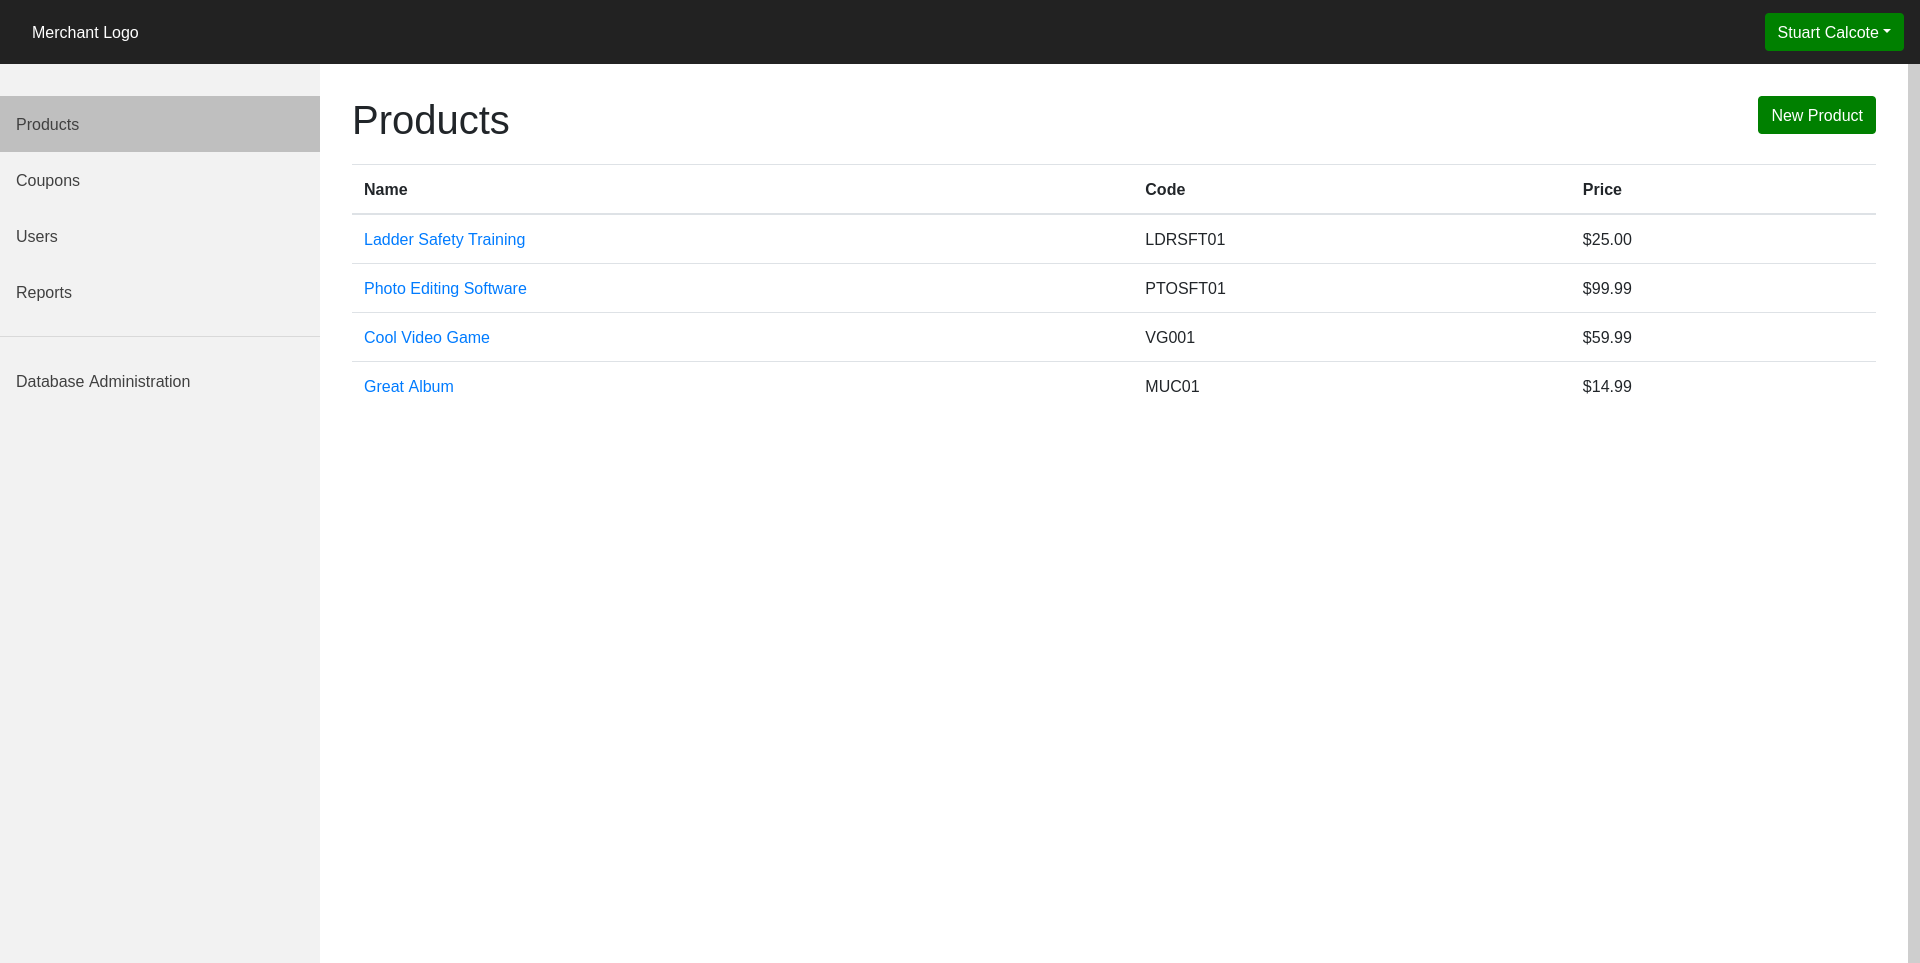 Merchant Logo
Stuart Calcote
Products
Coupons
Users
Reports
Database Administration
Products
New Product
Name Code Price
Ladder Safety Training LDRSFT01 $25.00
Photo Editing Software PTOSFT01 $99.99
Cool Video Game VG001 $59.99
Great Album MUC01 $14.99